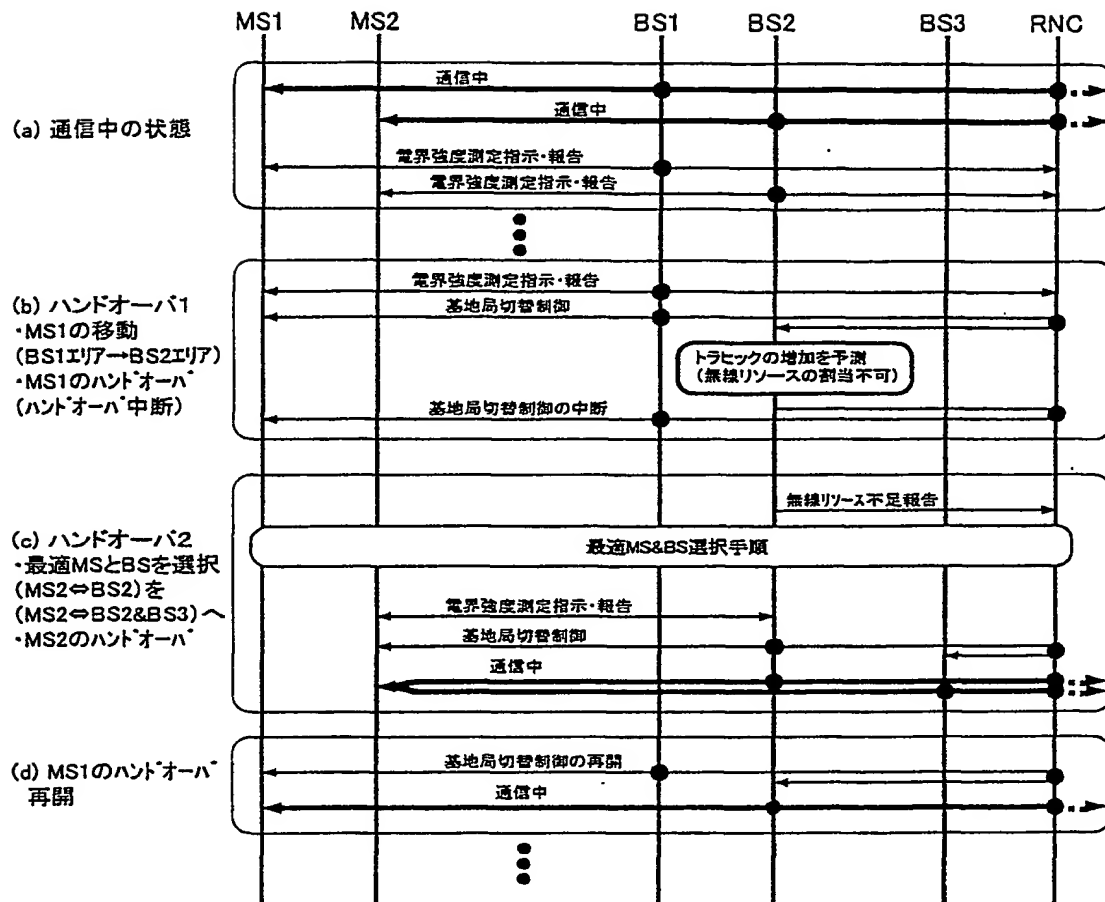 MS1 MS2 BS1 BS2 BS3 RNC
(a) 通信中の状態
通信中
通信中
電界強度測定指示・報告
電界強度測定指示・報告
(b) ハンドオーバ1
・MS1の移動
(BS1エリア→BS2エリア)
・MS1のハンドオーバ
(ハンドオーバ中断)
電界強度測定指示・報告
基地局切替制御
トラヒックの増加を予測
(無線リソースの割当不可)
基地局切替制御の中断
(c) ハンドオーバ2
・最適MSとBSを選択
(MS2⇔BS2)を
(MS2⇔BS2&BS3)へ
・MS2のハンドオーバ
無線リソース不足報告
最適MS&BS選択手順
電界強度測定指示・報告
基地局切替制御
通信中
(d) MS1のハンドオーバ
再開
基地局切替制御の再開
通信中